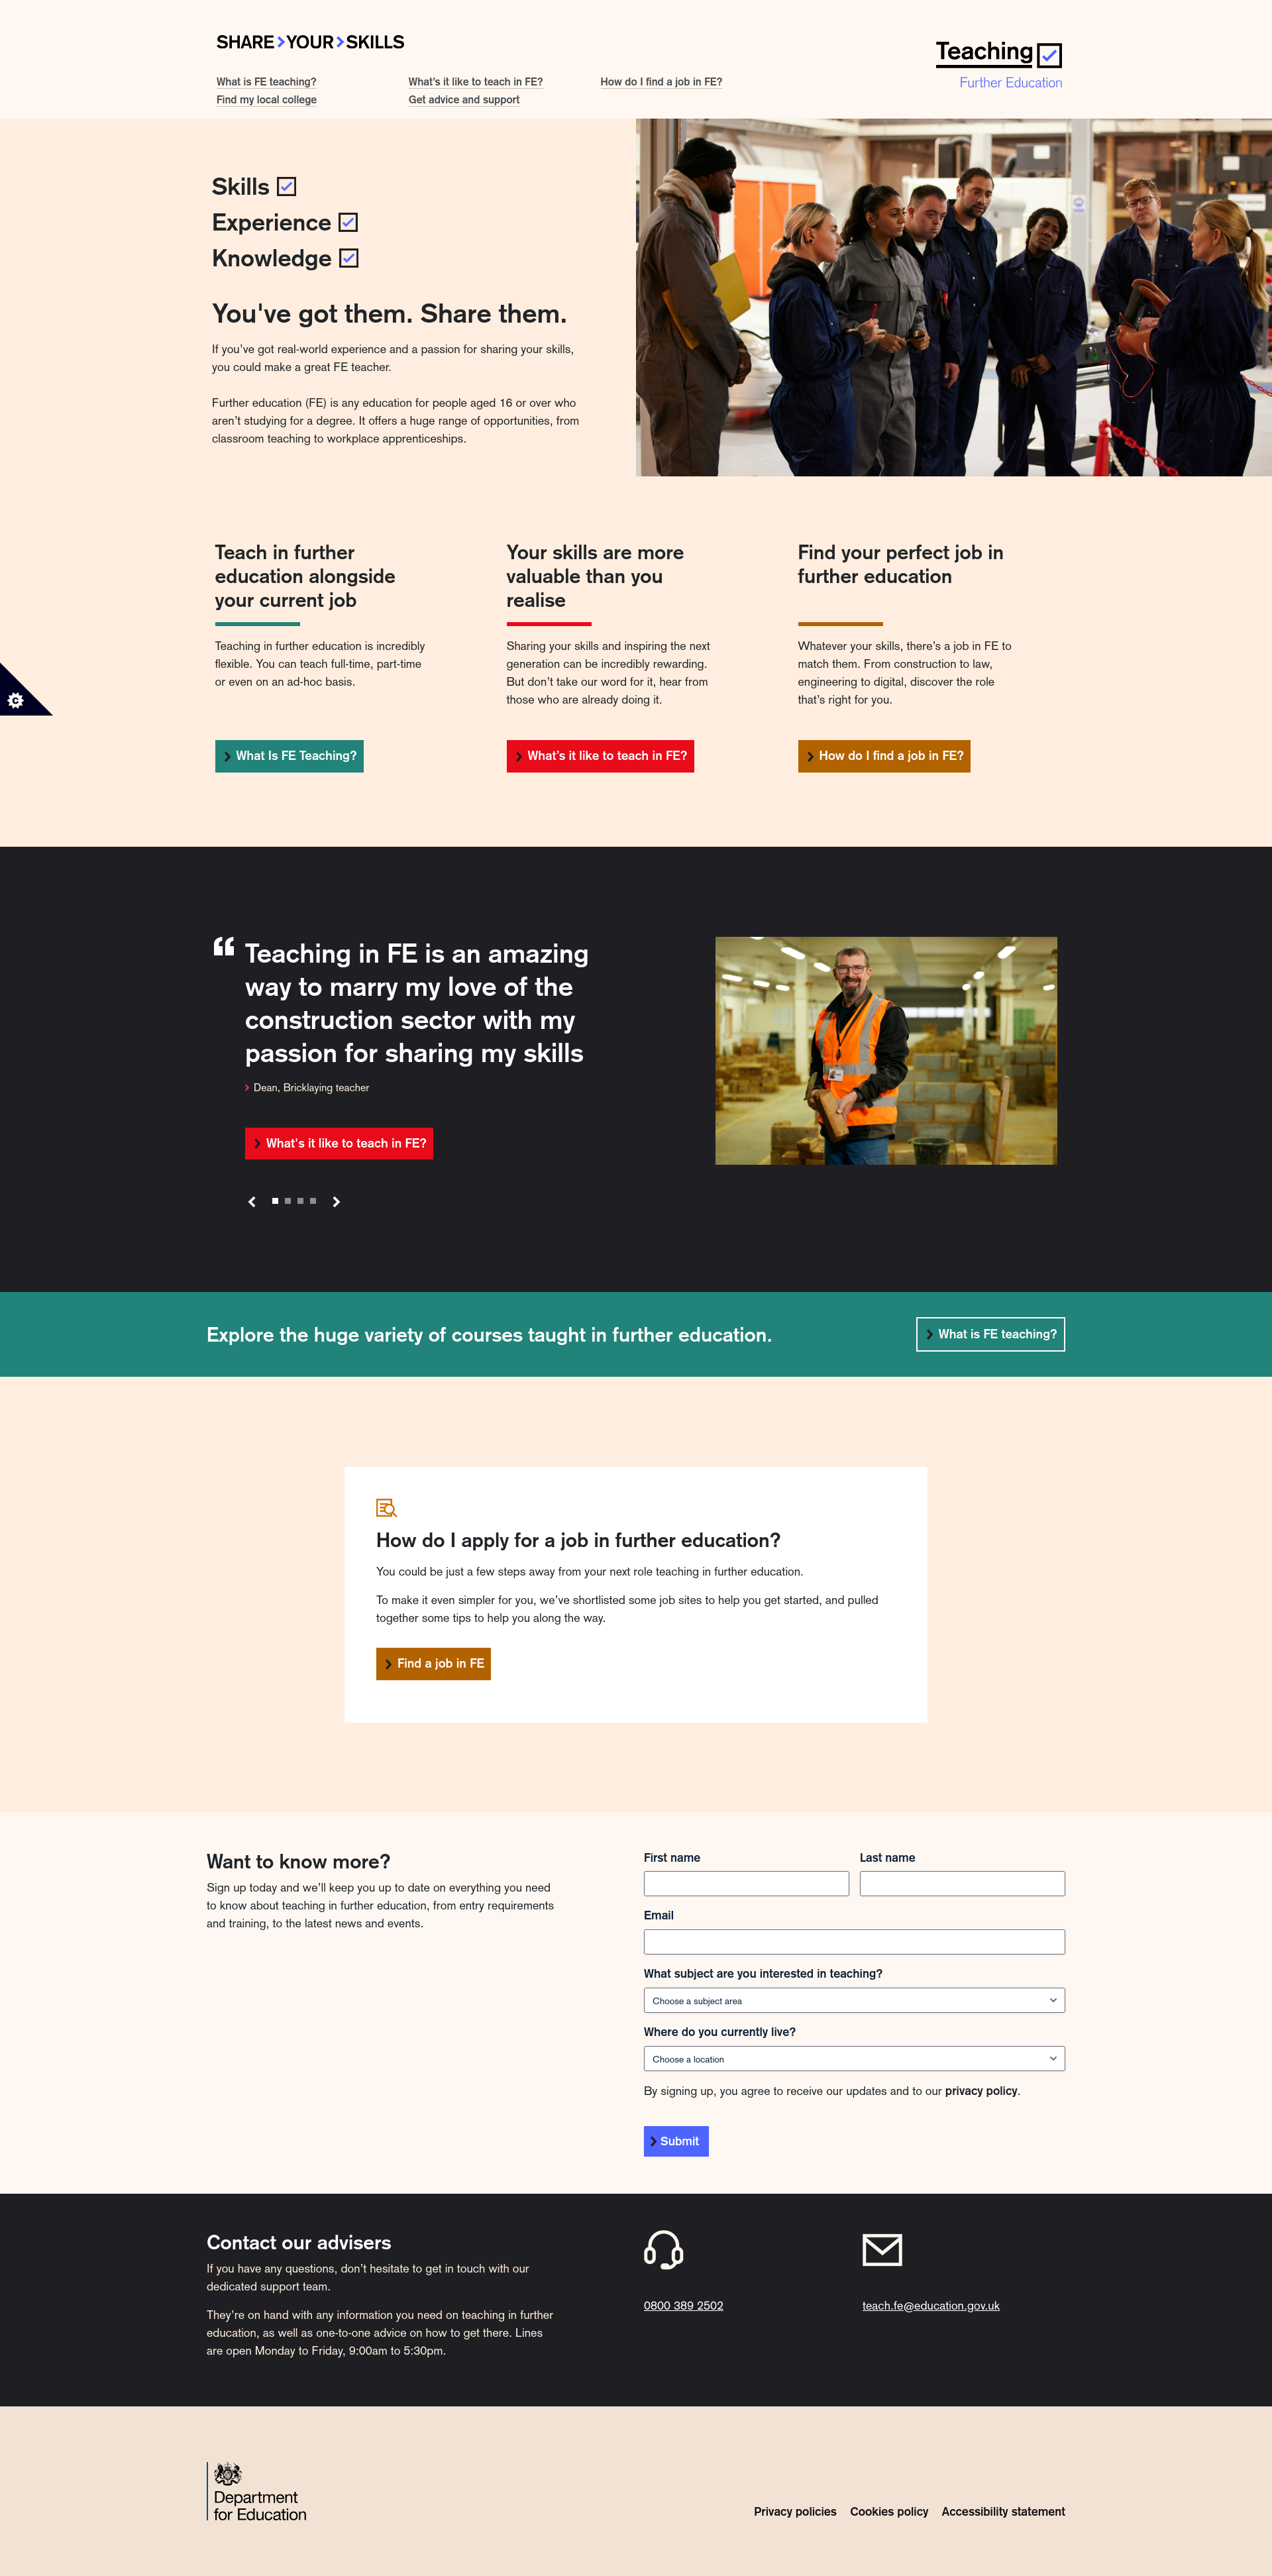 SHARE YOUR SKILLS
Teaching
Further Education
What is FE teaching?
What's it like to teach in FE?
How do I find a job in FE?
Find my local college
Get advice and support
Skills
Experience
Knowledge
You've got them. Share them.
If you've got real-world experience and a passion for sharing your skills,
you could make a great FE teacher.
Further education (FE) is any education for people aged 16 or over who
aren't studying for a degree. It offers a huge range of opportunities, from
classroom teaching to workplace apprenticeships.
Teach in further
education alongside
your current job
Teaching in further education is incredibly
flexible. You can teach full-time, part-time
or even on an ad-hoc basis.
What Is FE Teaching?
Your skills are more
valuable than you
realise
Sharing your skills and inspiring the next
generation can be incredibly rewarding.
But don't take our word for it, hear from
those who are already doing it.
What's it like to teach in FE?
Find your perfect job in
further education
Whatever your skills, there's a job in FE to
match them. From construction to law,
engineering to digital, discover the role
that's right for you.
How do I find a job in FE?
C
“ Teaching in FE is an amazing
way to marry my love of the
construction sector with my
passion for sharing my skills
Dean, Bricklaying teacher
What's it like to teach in FE?
Explore the huge variety of courses taught in further education.
What is FE teaching?
How do I apply for a job in further education?
You could be just a few steps away from your next role teaching in further education.
To make it even simpler for you, we've shortlisted some job sites to help you get started, and pulled
together some tips to help you along the way.
Find a job in FE
Want to know more?
Sign up today and we'll keep you up to date on everything you need
to know about teaching in further education, from entry requirements
and training, to the latest news and events.
First name
Last name
Email
What subject are you interested in teaching?
Choose a subject area
Where do you currently live?
Choose a location
By signing up, you agree to receive our updates and to our privacy policy.
Submit
Contact our advisers
If you have any questions, don't hesitate to get in touch with our
dedicated support team.
They're on hand with any information you need on teaching in further
education, as well as one-to-one advice on how to get there. Lines
are open Monday to Friday, 9:00am to 5:30pm.
0800 389 2502
teach.fe@education.gov.uk
Department
for Education
Privacy policies
Cookies policy
Accessibility statement